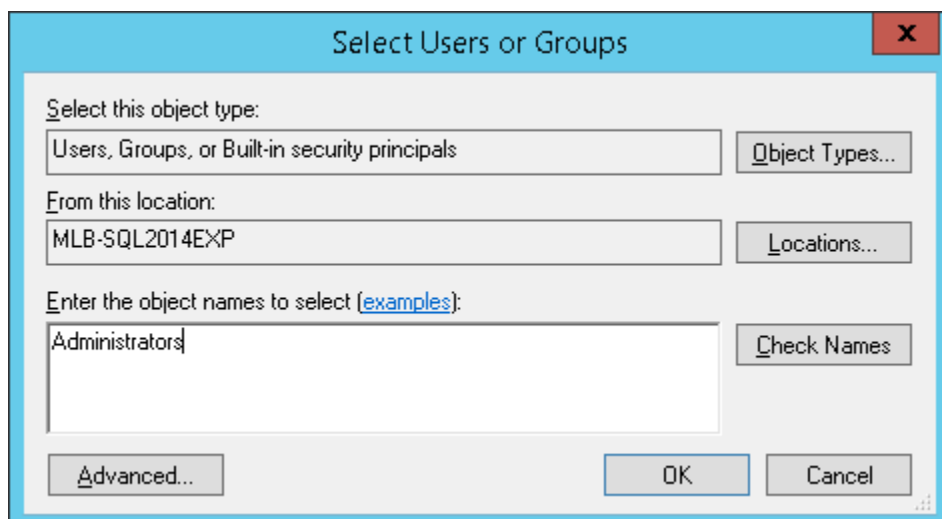 Select Users or Groups
x
Select this object type:
Users, Groups, or Built-in security principals
Object Types...
From this location:
MLB-SQL2014EXP
Locations...
Enter the object names to select (examples):
Administrators
Check Names
Advanced...
OK
Cancel